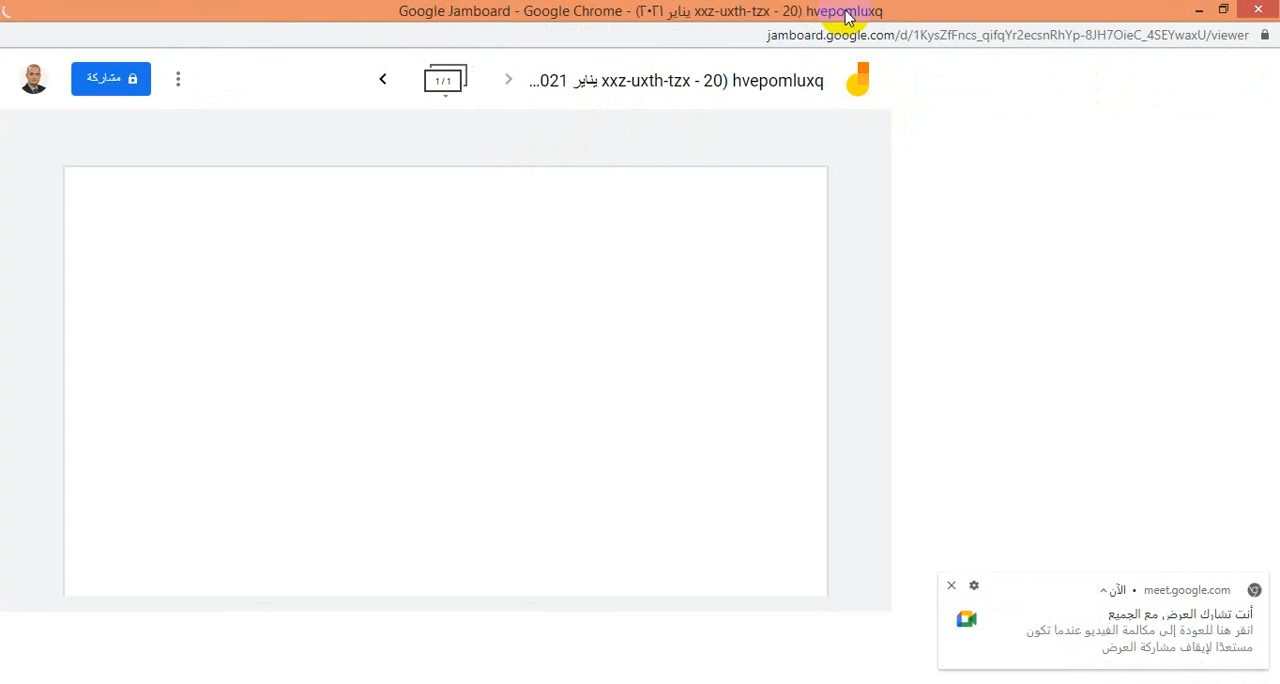 hvepomluxq (20 - xxz-uxth-tzx يناير ٢٠٢١) - Google Jamboard - Google Chrome
jamboard.google.com/d/1KysZfFncs_qifqYr2ecsnRhYp-8JH7OieC_4SEYwaxU/viewer
hvepomluxq (20 - xxz-uxth-tzx يناير 021...
1/1
مشاركة
meet.google.com • الآن
أنت تشارك العرض مع الجميع
انقر هنا للعودة إلى مكالمة الفيديو عندما تكون
مستعدًا لإيقاف مشاركة العرض